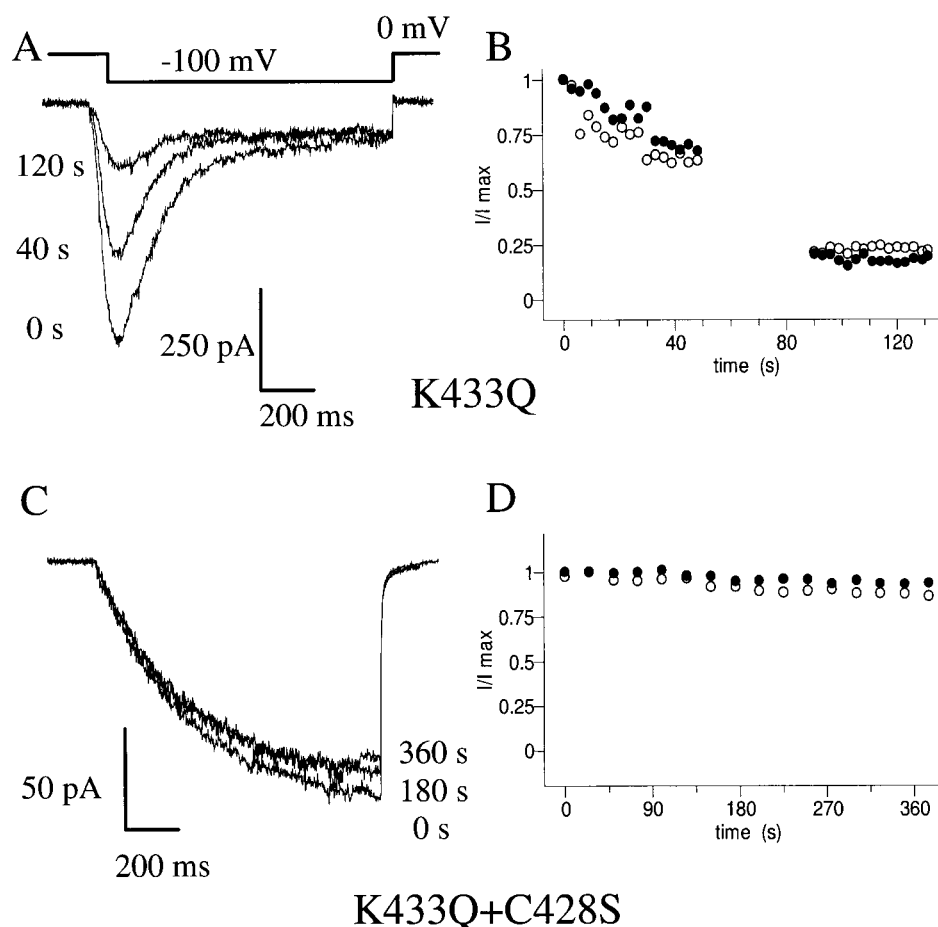 A
0 mV
-100 mV
120 s
40 s
0 s
250 pA
200 ms
B
I/I max
1
0.75
0.5
0.25
0
0
40
80
120
time (s)
K433Q
C
50 pA
200 ms
360 s
180 s
0 s
D
I/I max
1
0.75
0.5
0.25
0
0
90
180
270
360
time (s)
K433Q+C428S